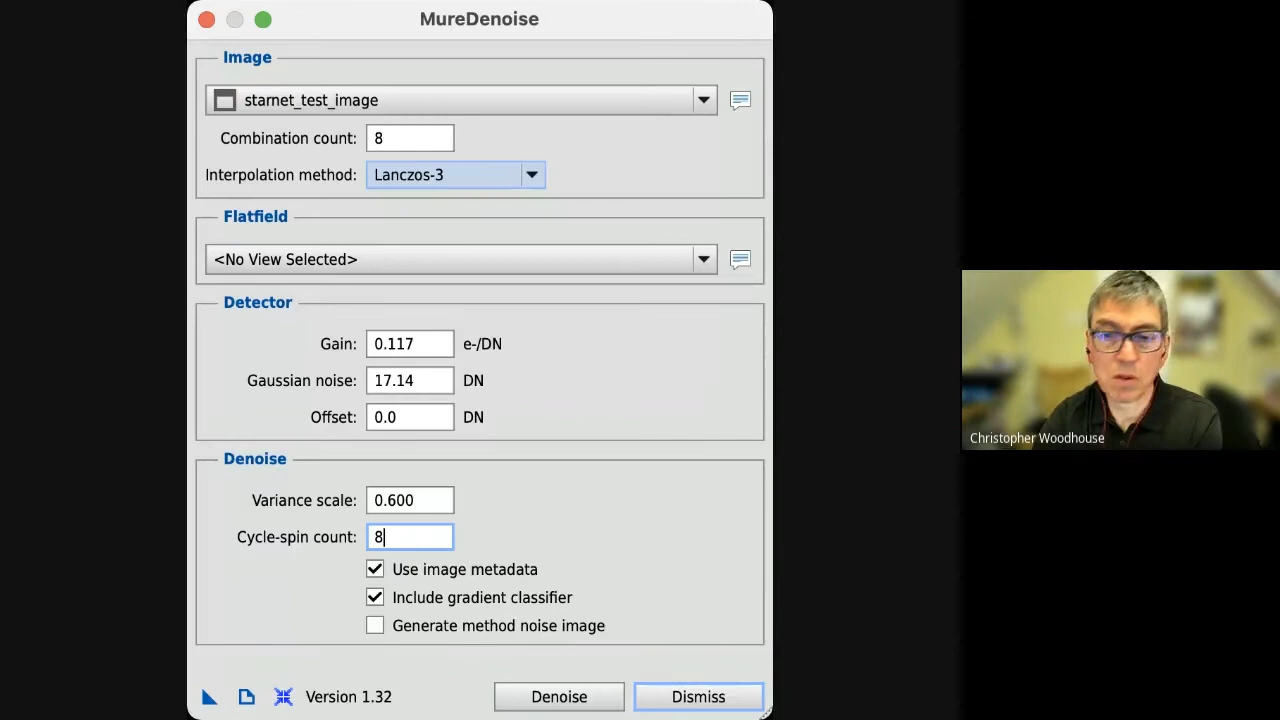 MureDenoise
Image
starnet_test_image
Combination count: 8
Interpolation method: Lanczos-3
Flatfield
<No View Selected>
Detector
Gain: 0.117 e-/DN
Gaussian noise: 17.14 DN
Offset: 0.0 DN
Denoise
Variance scale: 0.600
Cycle-spin count: 8
Use image metadata
Include gradient classifier
Generate method noise image
Version 1.32 Denoise Dismiss
Christopher Woodhouse